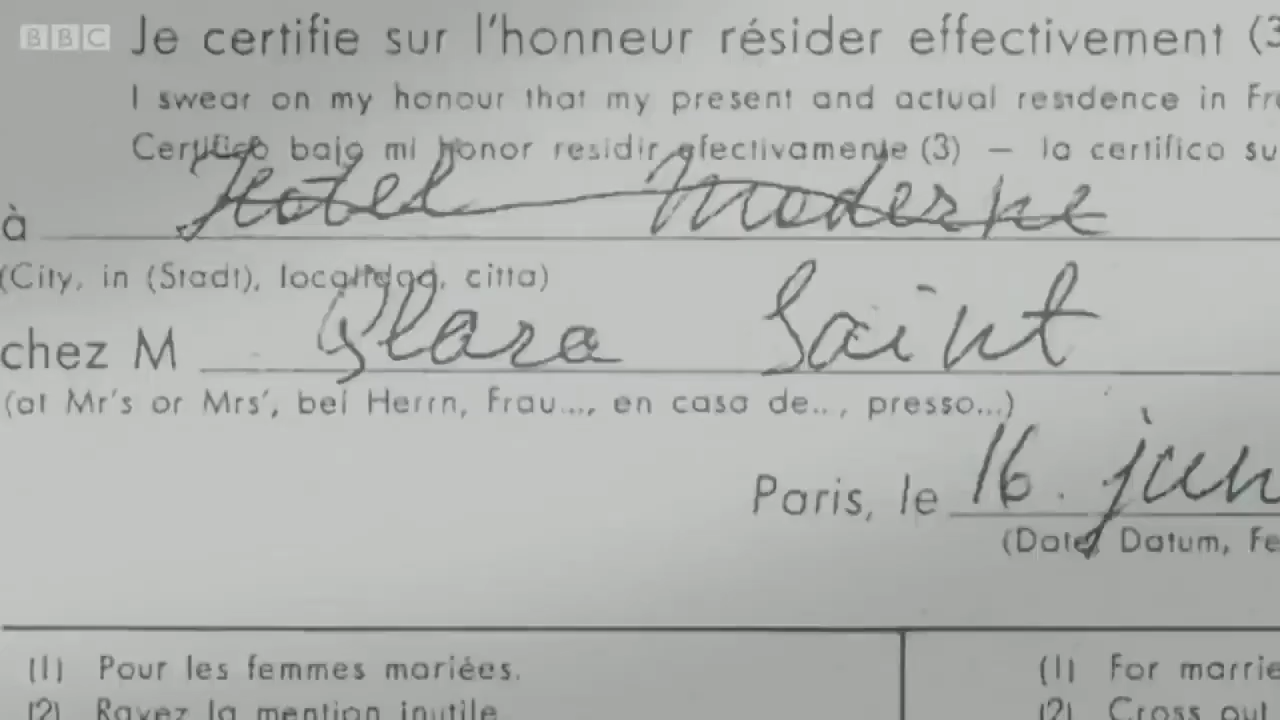 BBC
Je certifie sur l'honneur résider effectivement (3
I swear on my honour that my present and actual residence in Fr
Certifico bajo mi honor residir efectivamente (3) — la certifico su
à Hotel Moderne
(City, in (Stadt), localidad, citta)
chez M Clara Saint
(at Mr's or Mrs', bei Herrn, Frau..., en casa de.., presso...)
Paris, le 16. juin
(Date, Datum, Fe
(1) Pour les femmes mariées.
(1) For marrie
(2) Rayez la mention inutile
(2) Cross out